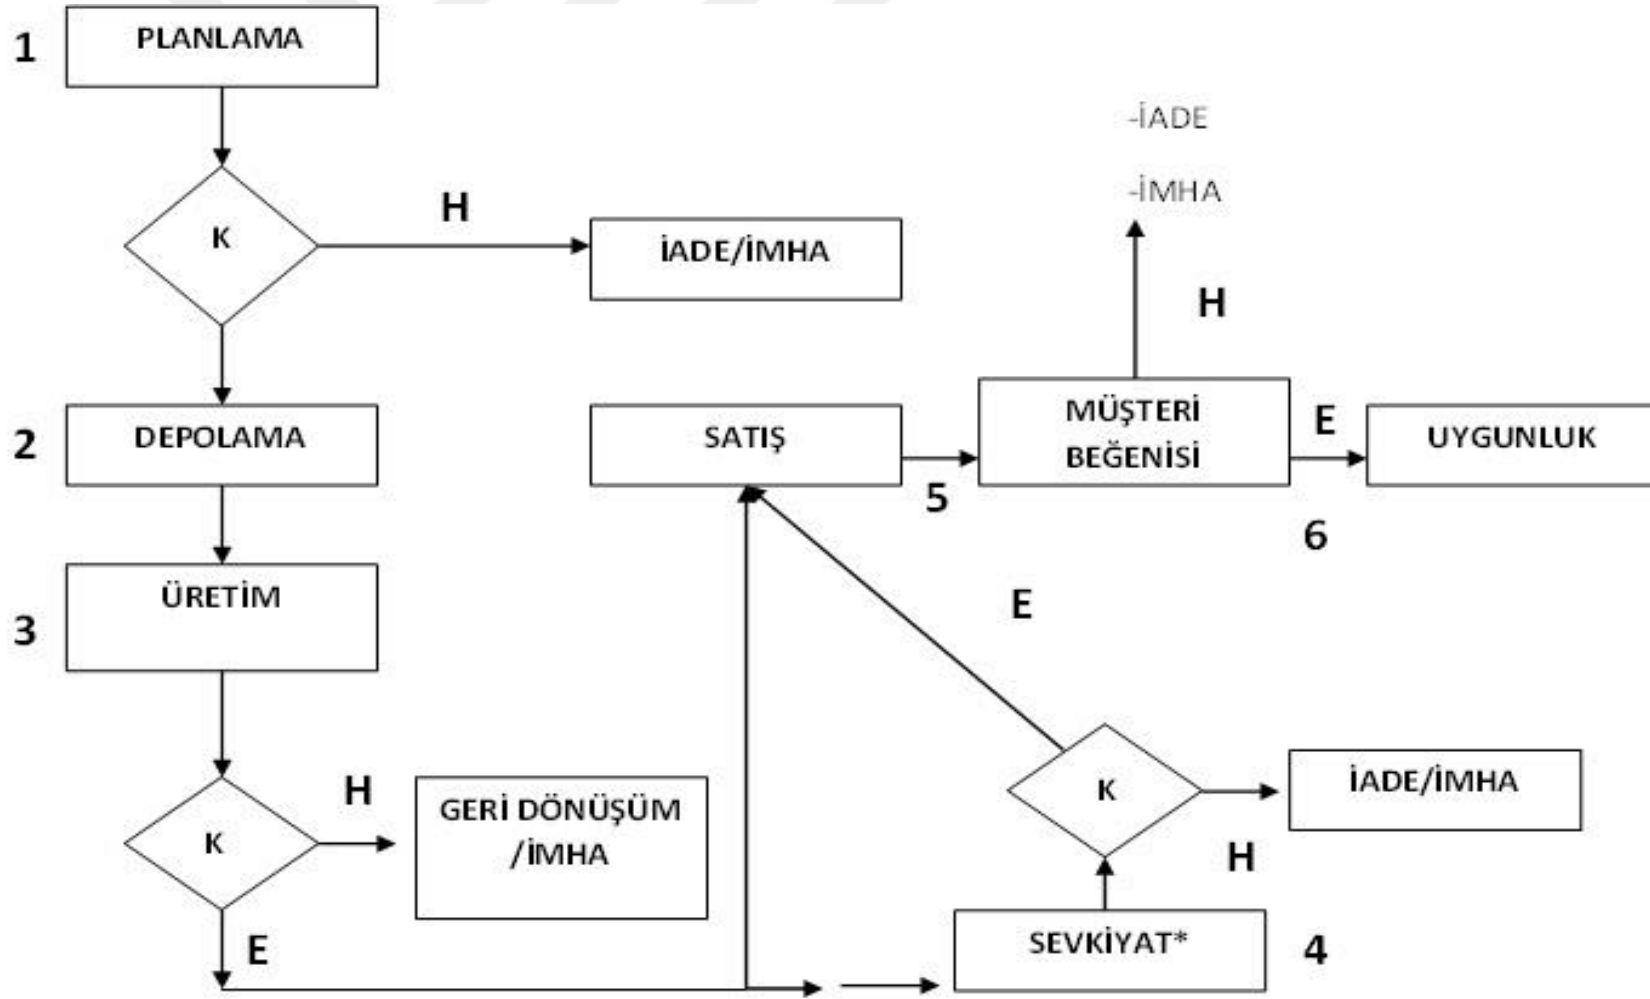 1
PLANLAMA
K
H
İADE/İMHA
2
DEPOLAMA
3
ÜRETİM
K
H
GERİ DÖNÜŞÜM
/İMHA
E
SEVKİYAT*
4
K
H
İADE/İMHA
E
SATIŞ
5
MÜŞTERİ
BEĞENİSİ
H
-İADE
-İMHA
E
6
UYGUNLUK